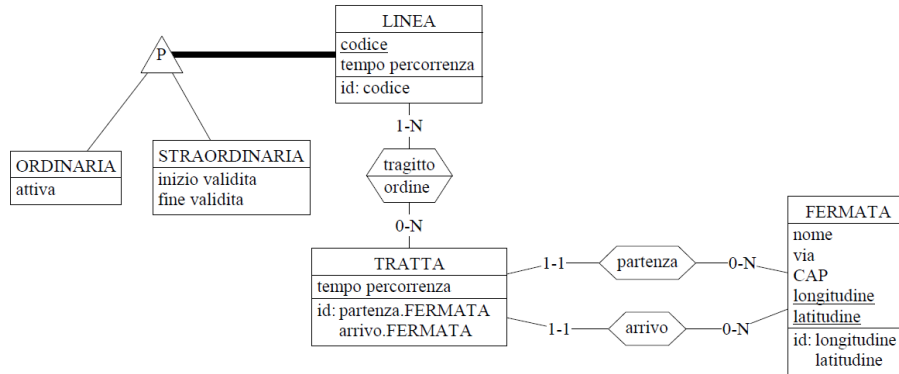 LINEA
codice
tempo percorrenza
id: codice
P
ORDINARIA
attiva
STRAORDINARIA
inizio validita
fine validita
1-N
tragitto
ordine
0-N
TRATTA
tempo percorrenza
id: partenza.FERMATA
arrivo.FERMATA
1-1
partenza
0-N
1-1
arrivo
0-N
FERMATA
nome
via
CAP
longitudine
latitudine
id: longitudine
latitudine